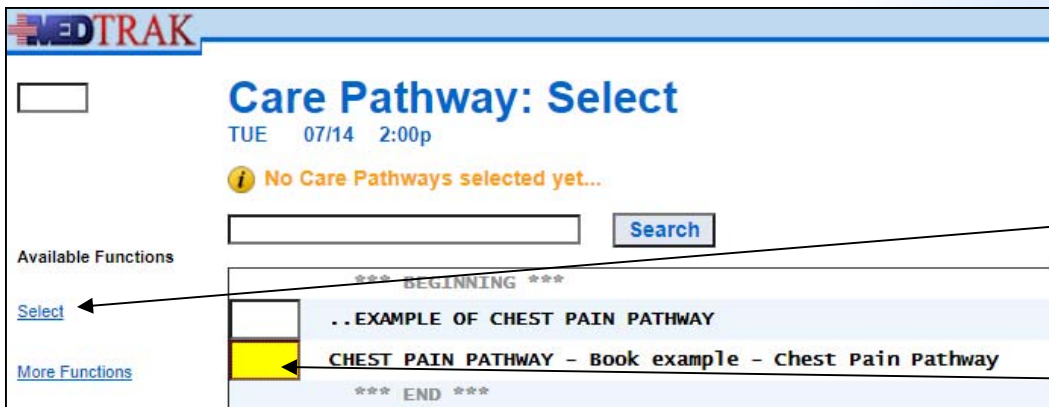 MEDTRAK
Care Pathway: Select
TUE 07/14 2:00p
i No Care Pathways selected yet...
Search
Available Functions
*** BEGINNING ***
Select
..EXAMPLE OF CHEST PAIN PATHWAY
CHEST PAIN PATHWAY - Book example - Chest Pain Pathway
More Functions
*** END ***